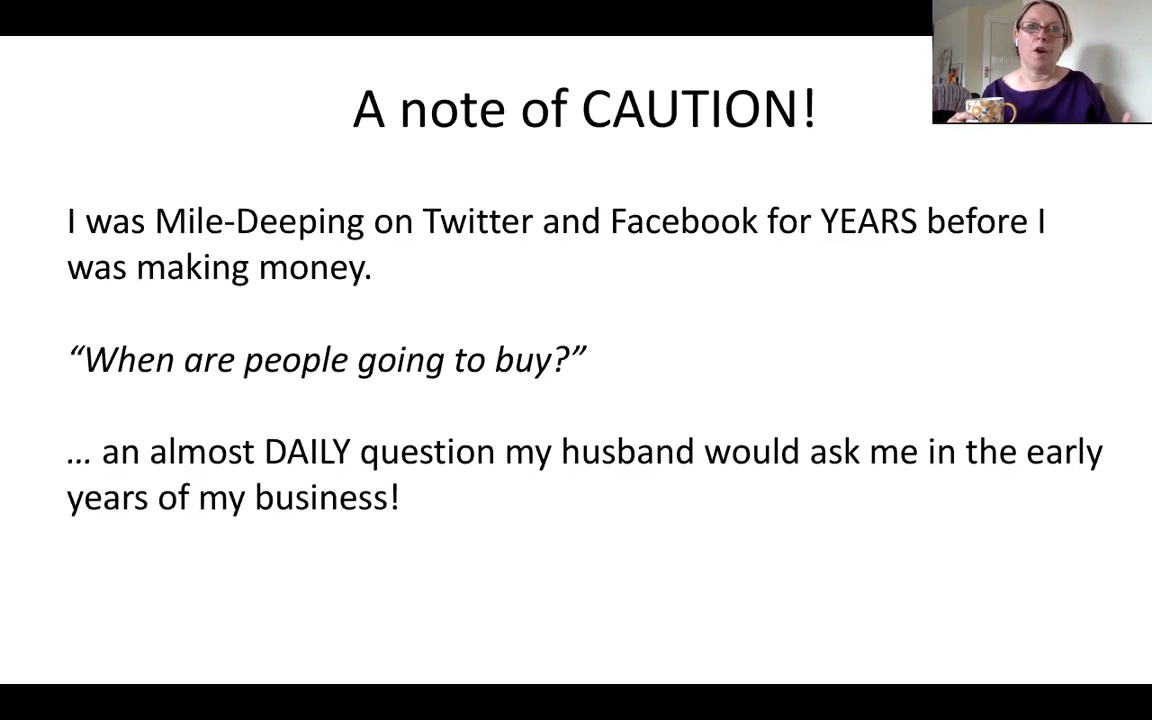 A note of CAUTION!
I was Mile-Deeping on Twitter and Facebook for YEARS before I
was making money.
“When are people going to buy?”
... an almost DAILY question my husband would ask me in the early
years of my business!